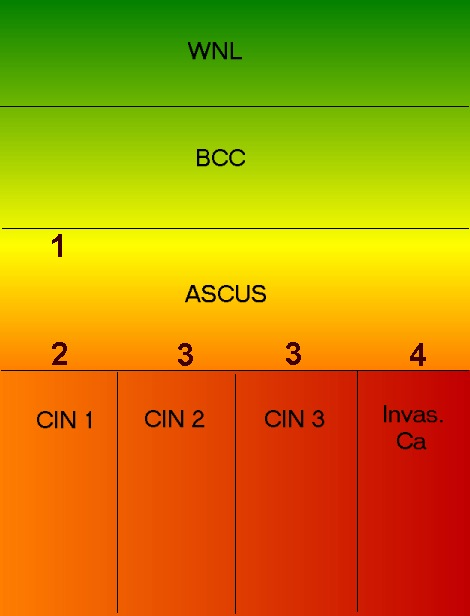 WNL
BCC
1
ASCUS
2 3 3 4
CIN 1 CIN 2 CIN 3 Invas.
Ca